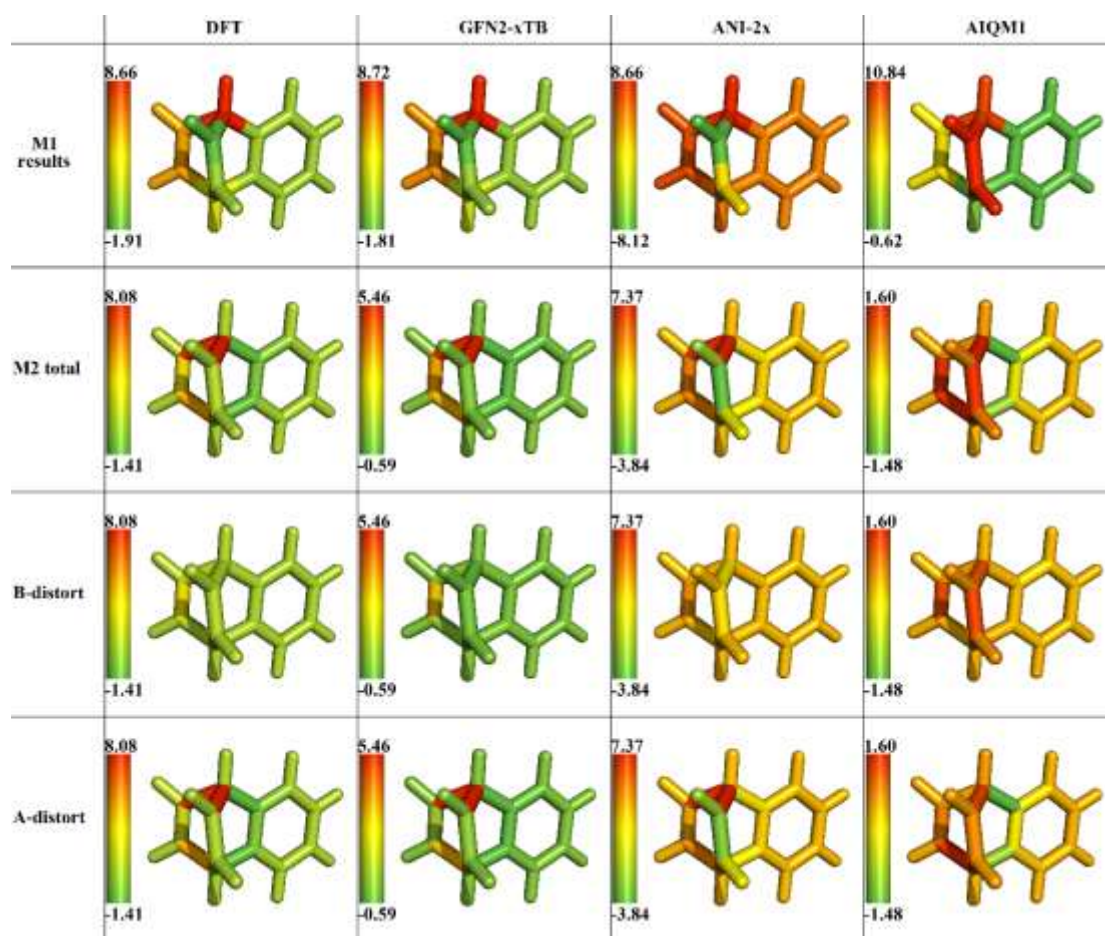 DFT GFN2-xTB ANI-2x AIQM1
8.66 8.72 8.66 10.84
M1
results
-1.91 -1.81 -8.12 -0.62
8.08 5.46 7.37 1.60
M2 total
-1.41 -0.59 -3.84 -1.48
8.08 5.46 7.37 1.60
B-distort
-1.41 -0.59 -3.84 -1.48
8.08 5.46 7.37 1.60
A-distort
-1.41 -0.59 -3.84 -1.48